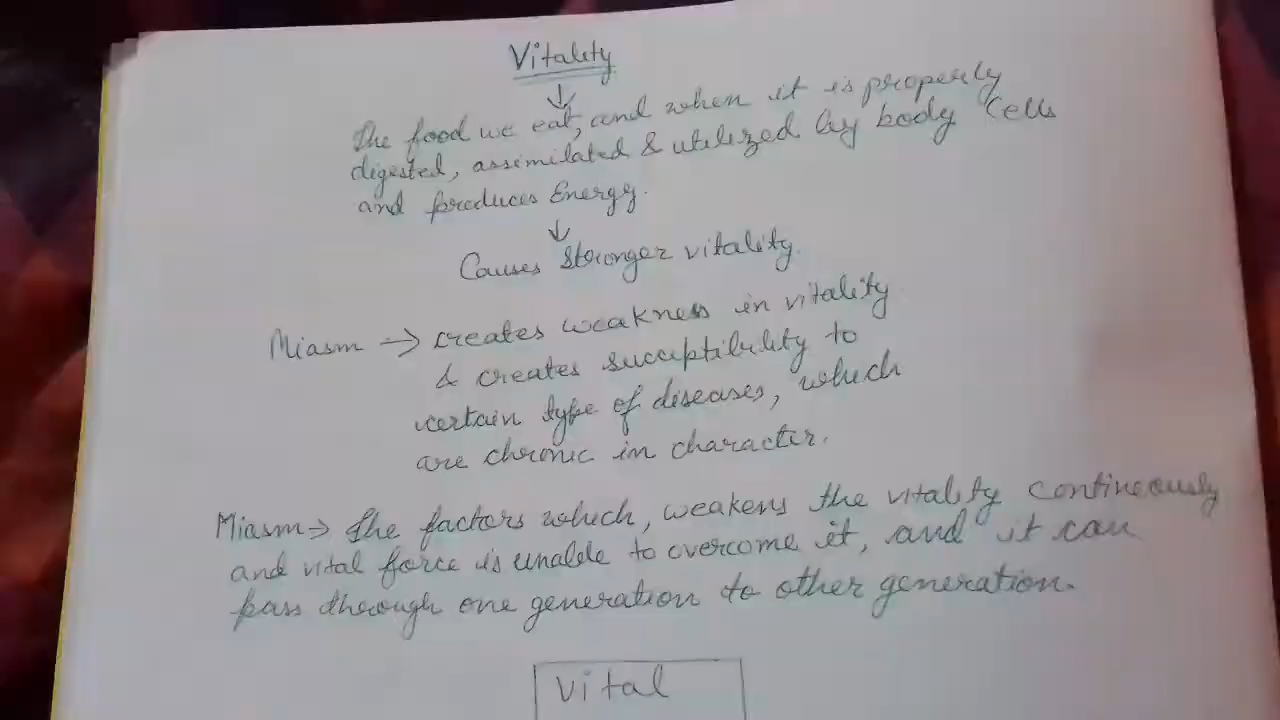 Vitality
↓
The food we eat, and when it is properly
digested, assimilated & utilized by body Cells
and produces Energy.
↓
Causes Stronger vitality.
Miasm → creates weakness in vitality
& creates succeptibility to
certain type of diseases, which
are chronic in character.
Miasm → The factors which, weakens the vitality contineously
and vital force is unable to overcome it, and it can
pass through one generation to other generation.
Vital